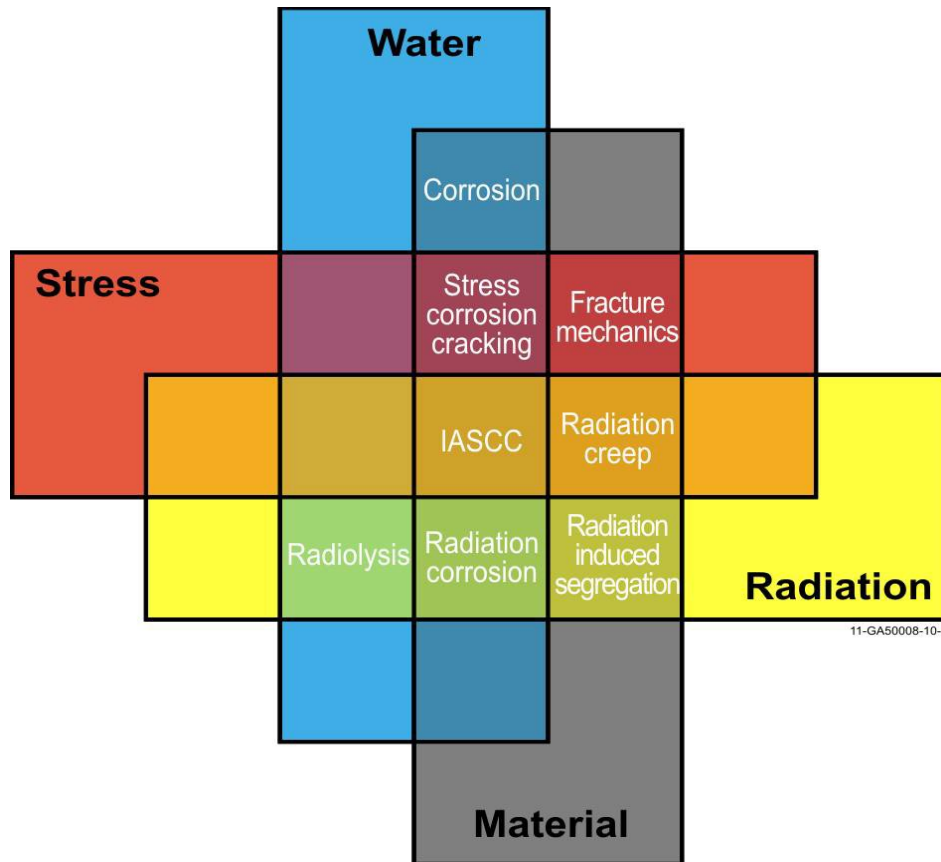 Water
Corrosion
Stress
Stress
corrosion
cracking
Fracture
mechanics
IASCC
Radiation
creep
Radiolysis
Radiation
corrosion
Radiation
induced
segregation
Radiation
11-GA50008-10-
Material